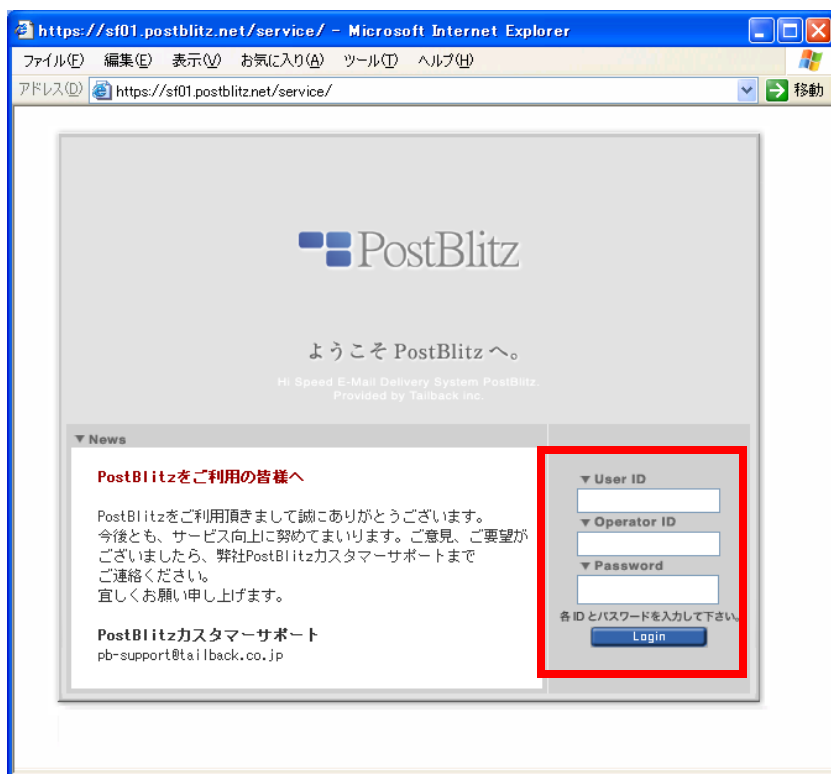 https://sf01.postblitz.net/service/ - Microsoft Internet Explorer
ファイル(F) 編集(E) 表示(V) お気に入り(A) ツール(T) ヘルプ(H)
アドレス(D) https://sf01.postblitz.net/service/ 移動
PostBlitz
ようこそ PostBlitz へ。
Hi Speed E-Mail Delivery System PostBlitz.
Provided by Tailback inc.
▼News
PostBlitzをご利用の皆様へ
PostBlitzをご利用頂きまして誠にありがとうございます。
今後とも、サービス向上に努めてまいります。ご意見、ご要望が
ございましたら、弊社PostBlitzカスタマーサポートまで
ご連絡ください。
宜しくお願い申し上げます。
PostBlitzカスタマーサポート
pb-support@tailback.co.jp
▼User ID
▼Operator ID
▼Password
各IDとパスワードを入力して下さい。
Login